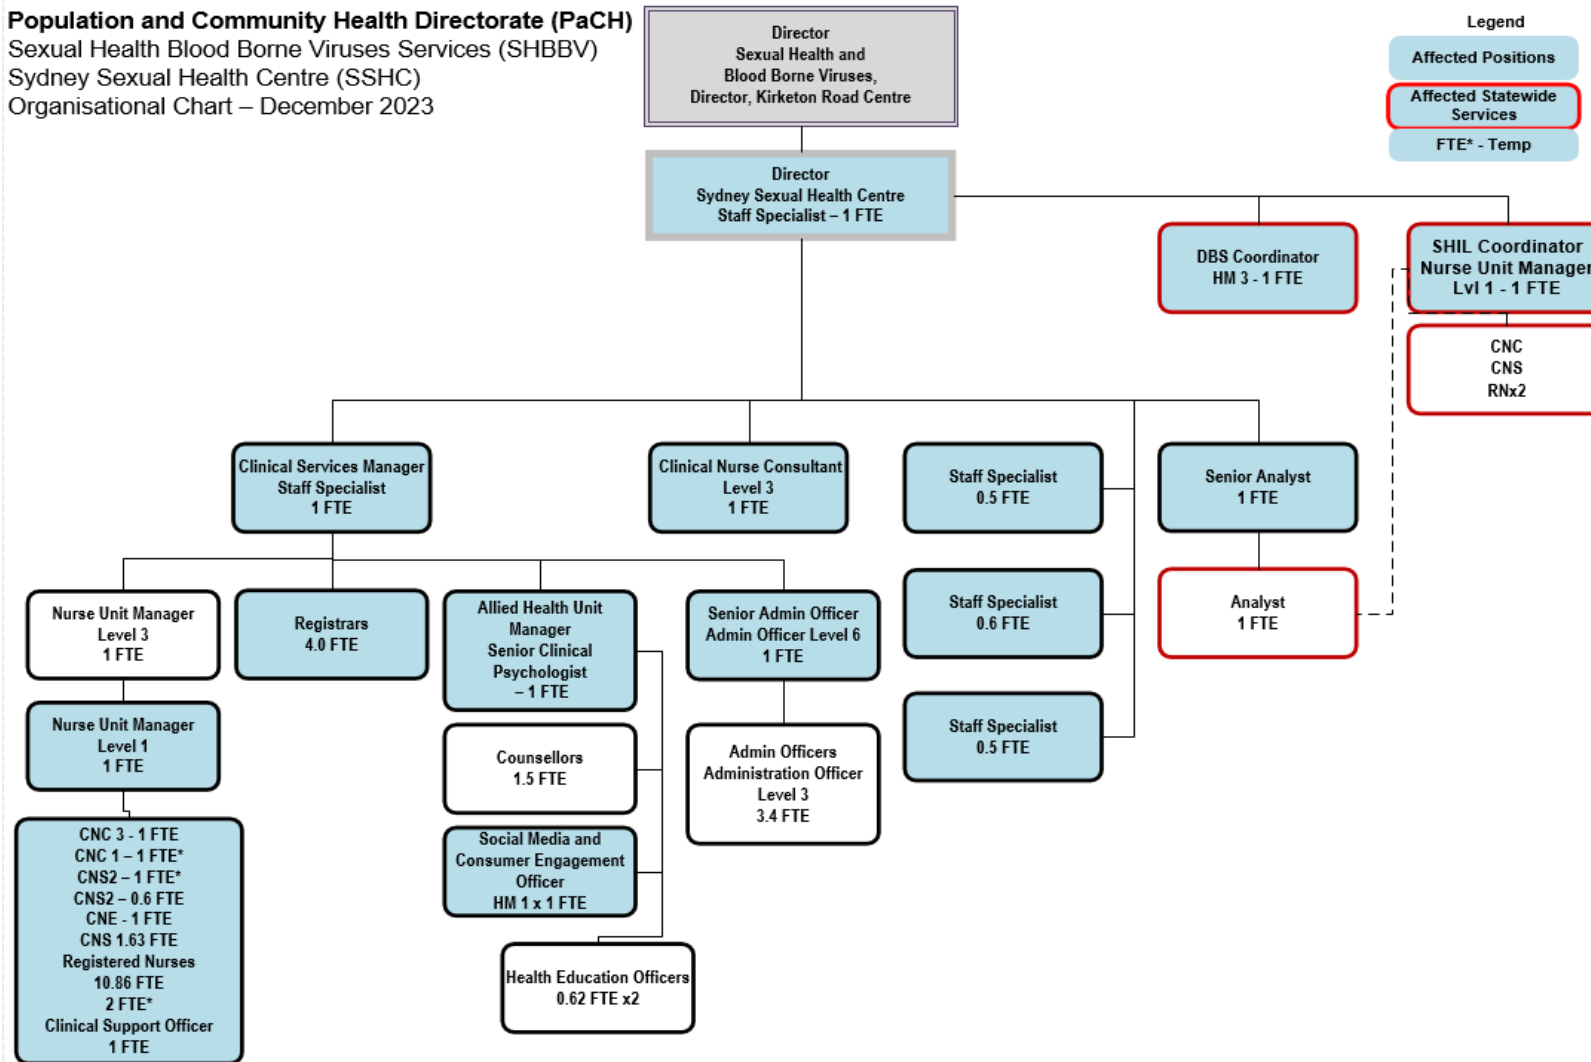 Population and Community Health Directorate (PaCH)
Sexual Health Blood Borne Viruses Services (SHBBV)
Sydney Sexual Health Centre (SSHC)
Organisational Chart – December 2023
Director
Sexual Health and
Blood Borne Viruses,
Director, Kirketon Road Centre
Legend
Affected Positions
Affected Statewide
Services
FTE* - Temp
Director
Sydney Sexual Health Centre
Staff Specialist – 1 FTE
DBS Coordinator
HM 3 - 1 FTE
SHIL Coordinator
Nurse Unit Manager
Lvl 1 - 1 FTE
CNC
CNS
RNx2
Clinical Services Manager
Staff Specialist
1 FTE
Clinical Nurse Consultant
Level 3
1 FTE
Staff Specialist
0.5 FTE
Senior Analyst
1 FTE
Staff Specialist
0.6 FTE
Analyst
1 FTE
Staff Specialist
0.5 FTE
Nurse Unit Manager
Level 3
1 FTE
Registrars
4.0 FTE
Allied Health Unit
Manager
Senior Clinical
Psychologist
– 1 FTE
Senior Admin Officer
Admin Officer Level 6
1 FTE
Nurse Unit Manager
Level 1
1 FTE
Counsellors
1.5 FTE
Admin Officers
Administration Officer
Level 3
3.4 FTE
CNC 3 - 1 FTE
CNC 1 – 1 FTE*
CNS2 – 1 FTE*
CNS2 – 0.6 FTE
CNE - 1 FTE
CNS 1.63 FTE
Registered Nurses
10.86 FTE
2 FTE*
Clinical Support Officer
1 FTE
Social Media and
Consumer Engagement
Officer
HM 1 x 1 FTE
Health Education Officers
0.62 FTE x2